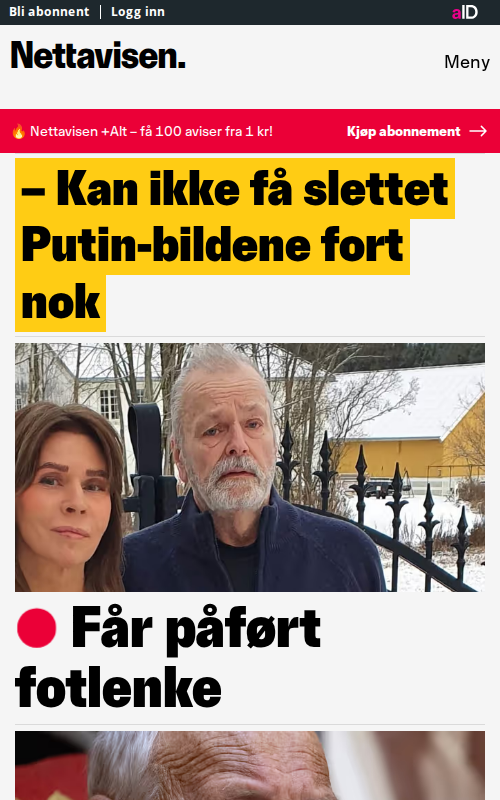 Bli abonnent | Logg inn
aID
Nettavisen.
Meny
🔥 Nettavisen +Alt – få 100 aviser fra 1 kr!
Kjøp abonnement →
– Kan ikke få slettet
Putin-bildene fort
nok
Får påført
fotlenke